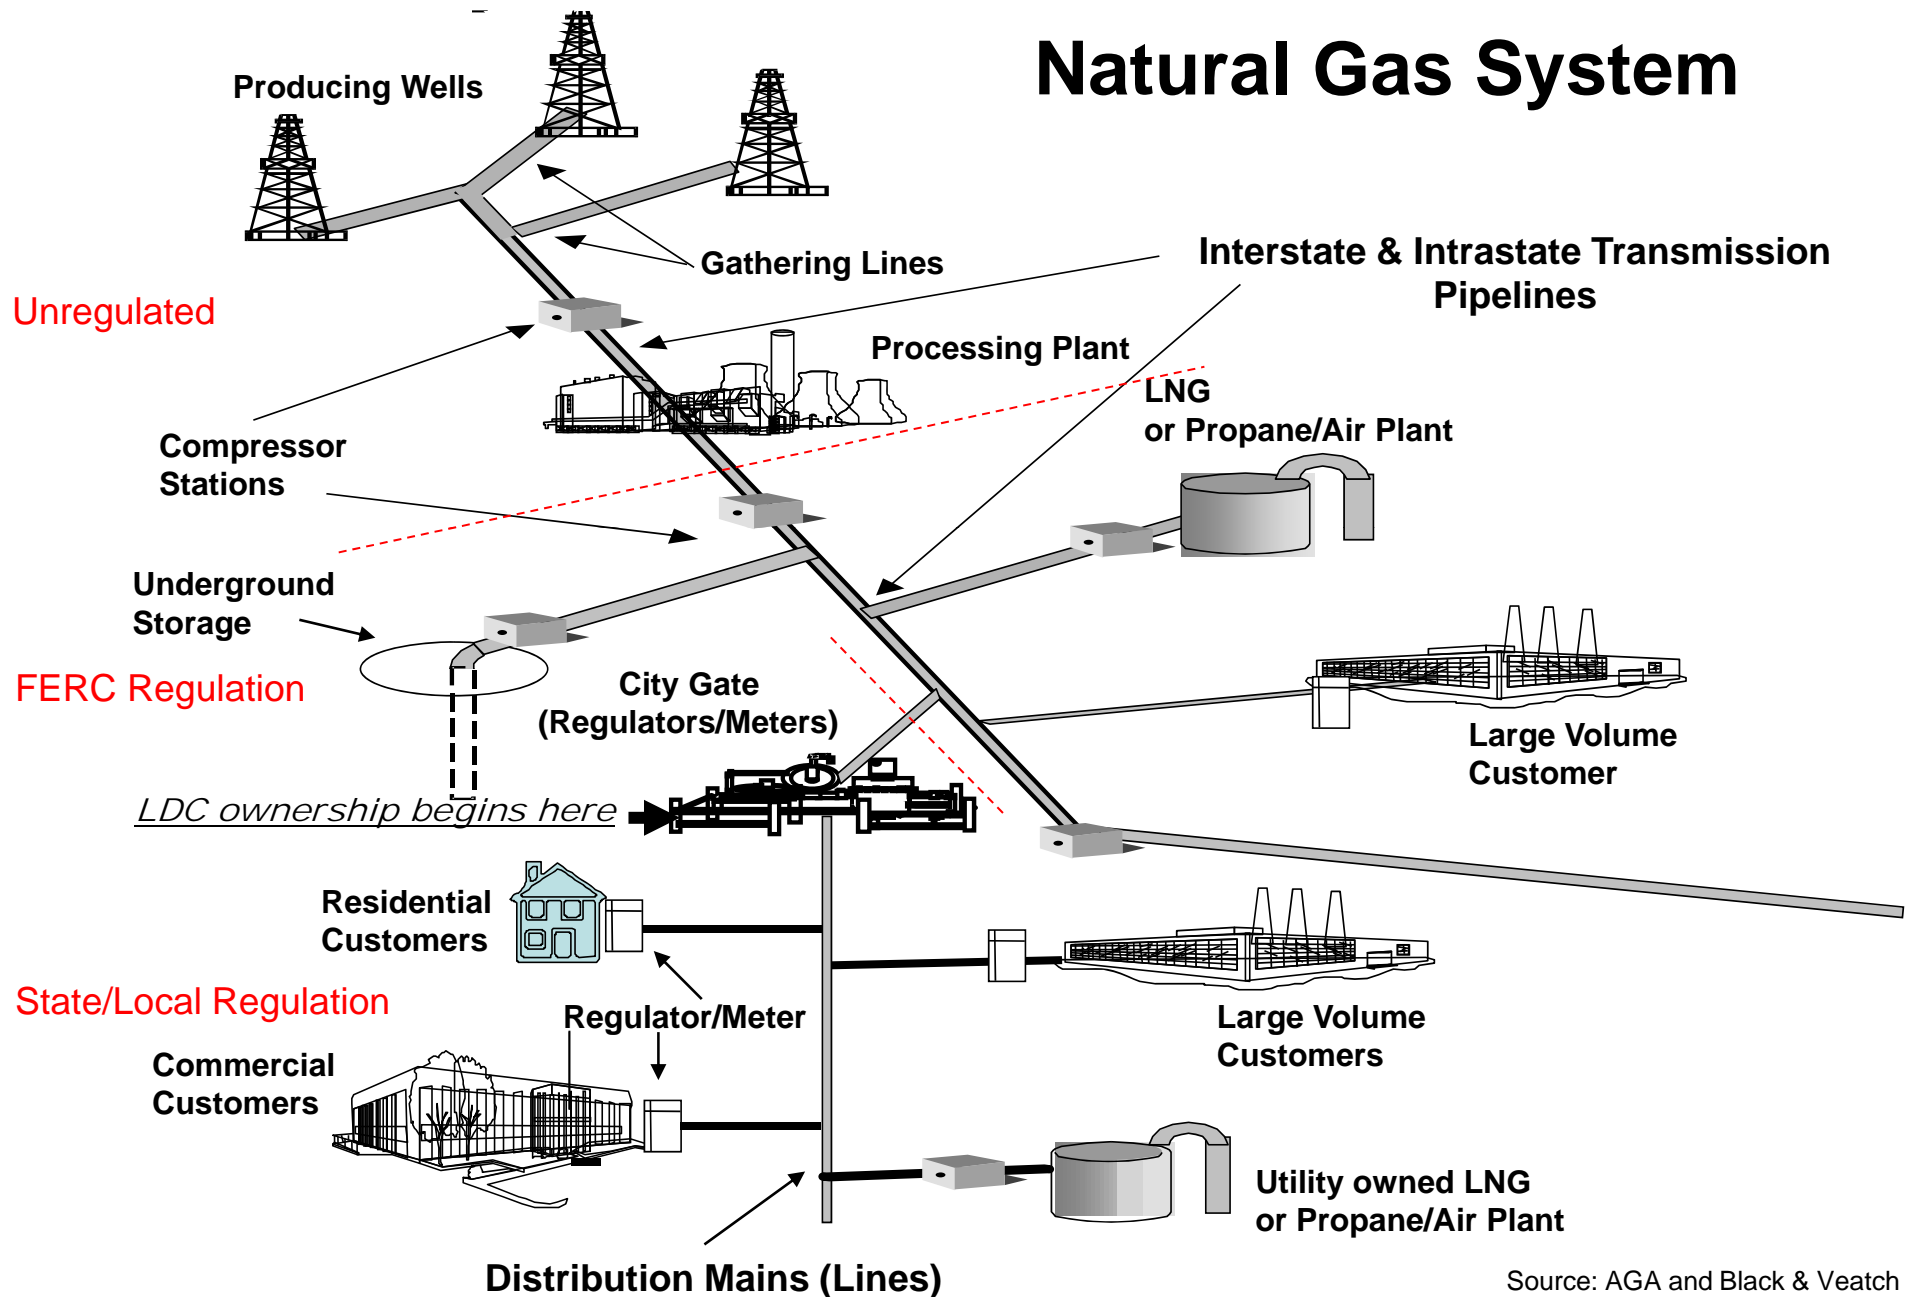 Natural Gas System
Producing Wells
Gathering Lines
Interstate & Intrastate Transmission
Pipelines
Unregulated
Processing Plant
LNG
or Propane/Air Plant
Compressor
Stations
Underground
Storage
FERC Regulation
City Gate
(Regulators/Meters)
Large Volume
Customer
LDC ownership begins here
Residential
Customers
State/Local Regulation
Regulator/Meter
Large Volume
Customers
Commercial
Customers
Utility owned LNG
or Propane/Air Plant
Distribution Mains (Lines)
Source: AGA and Black & Veatch